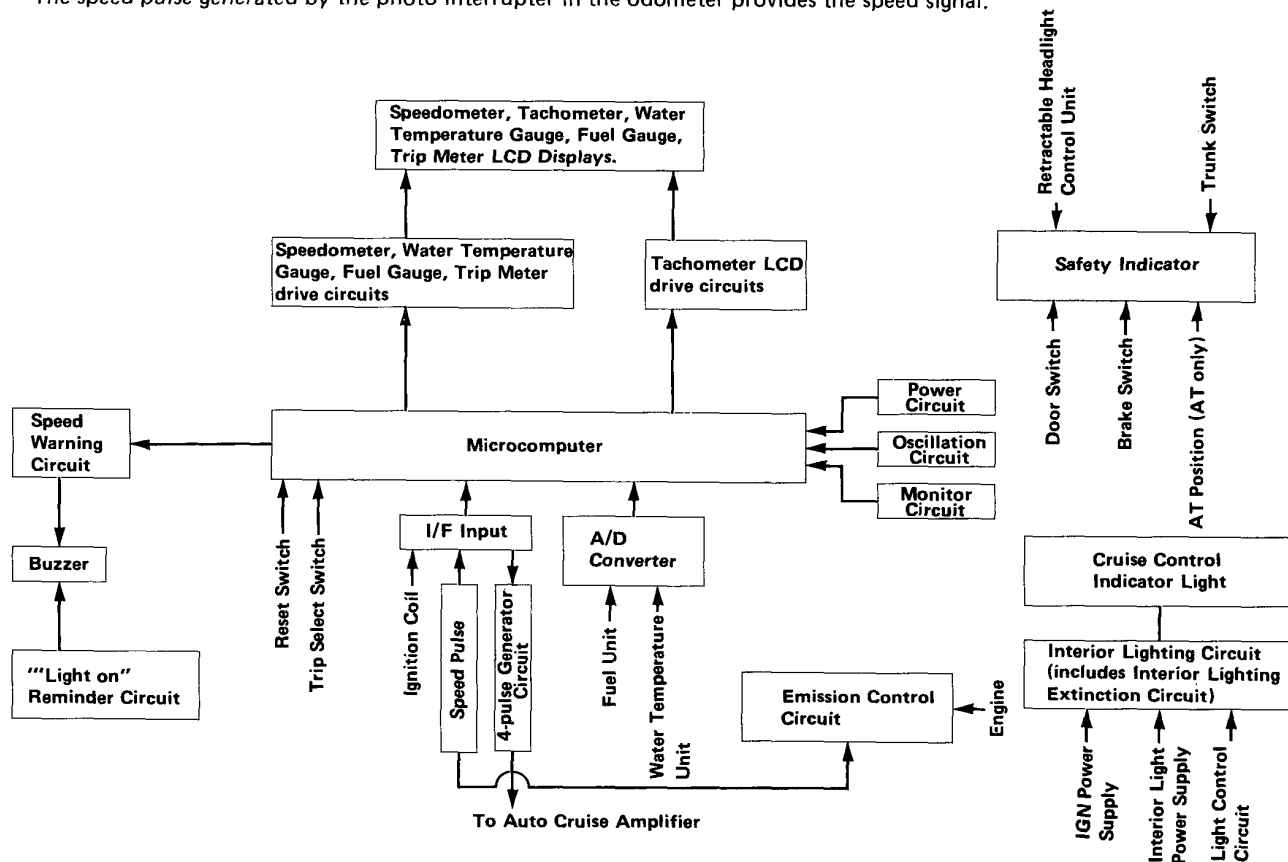 The speed pulse generated by the photo interrupter in the odometer provides the speed signal.
Speedometer, Tachometer, Water
Temperature Gauge, Fuel Gauge,
Trip Meter LCD Displays.
Retractable Headlight
Control Unit
Trunk Switch
Speedometer, Water Temperature
Gauge, Fuel Gauge, Trip Meter
drive circuits
Tachometer LCD
drive circuits
Safety Indicator
Door Switch
Brake Switch
AT Position (AT only)
Speed
Warning
Circuit
Microcomputer
Power
Circuit
Oscillation
Circuit
Monitor
Circuit
Buzzer
"'Light on"
Reminder Circuit
Reset Switch
Trip Select Switch
I/F Input
A/D
Converter
Ignition Coil
Speed Pulse
4-pulse Generator
Circuit
Fuel Unit
Water Temperature
Unit
To Auto Cruise Amplifier
Emission Control
Circuit
Engine
Cruise Control
Indicator Light
Interior Lighting Circuit
(includes Interior Lighting
Extinction Circuit)
IGN Power
Supply
Interior Light
Power Supply
Light Control
Circuit